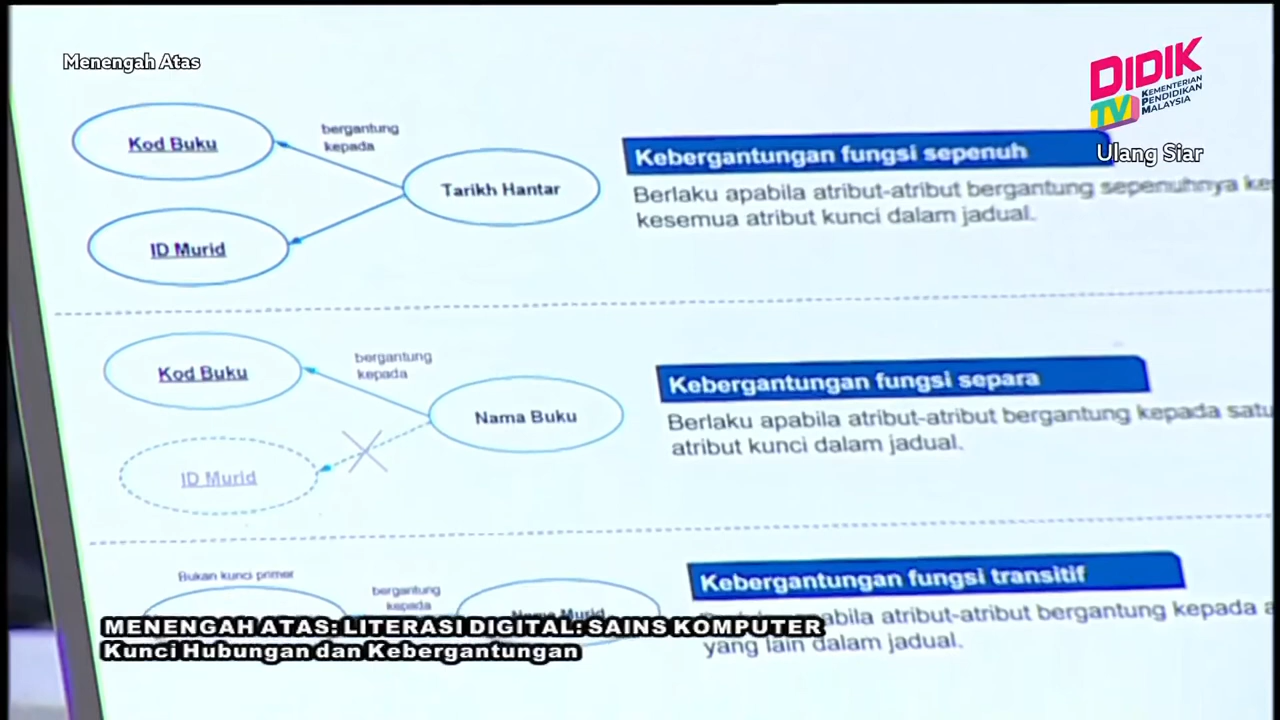 Menengah Atas
DIDIK
TV
KEMENTERIAN
PENDIDIKAN
MALAYSIA
Ulang Siar
Kod Buku
bergantung
kepada
Tarikh Hantar
ID Murid
Kebergantungan fungsi sepenuh
Berlaku apabila atribut-atribut bergantung sepenuhnya
kesemua atribut kunci dalam jadual.
Kod Buku
bergantung
kepada
Nama Buku
ID Murid
Kebergantungan fungsi separa
Berlaku apabila atribut-atribut bergantung kepada
atribut kunci dalam jadual.
Bukan kunci primer
bergantung
kepada
Nama Murid
Kebergantungan fungsi transitif
atribut-atribut bergantung kepada
yang lain dalam jadual.
MENENGAH ATAS: LITERASI DIGITAL: SAINS KOMPUTER
Kunci Hubungan dan Kebergantungan